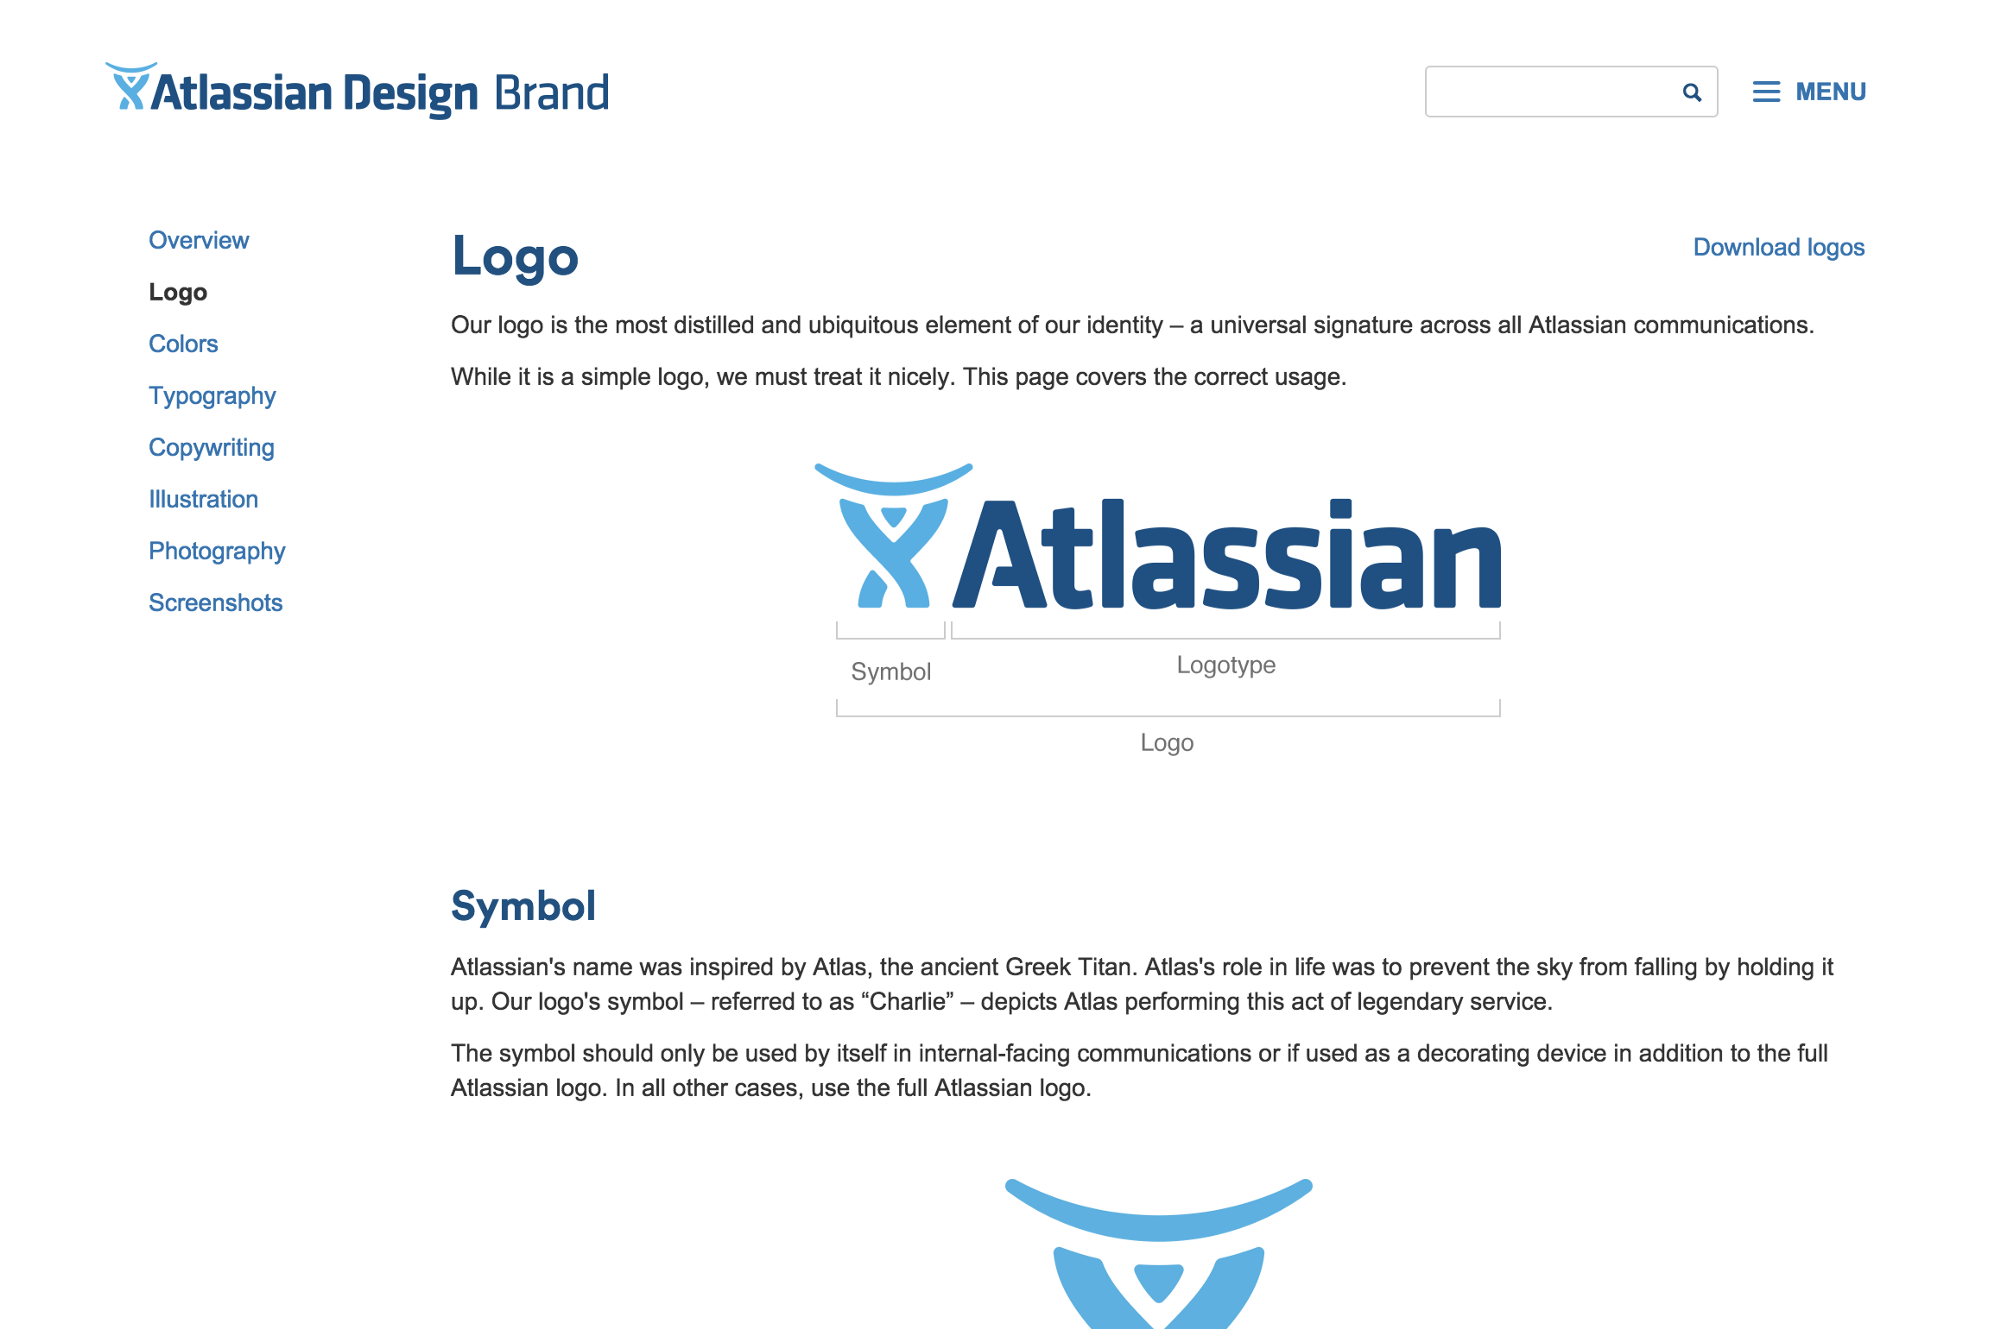 Atlassian Design Brand
MENU
Overview
Logo
Colors
Typography
Copywriting
Illustration
Photography
Screenshots
Logo
Download logos
Our logo is the most distilled and ubiquitous element of our identity – a universal signature across all Atlassian communications.
While it is a simple logo, we must treat it nicely. This page covers the correct usage.
Atlassian
Symbol
Logotype
Logo
Symbol
Atlassian's name was inspired by Atlas, the ancient Greek Titan. Atlas's role in life was to prevent the sky from falling by holding it
up. Our logo's symbol – referred to as “Charlie” – depicts Atlas performing this act of legendary service.
The symbol should only be used by itself in internal-facing communications or if used as a decorating device in addition to the full
Atlassian logo. In all other cases, use the full Atlassian logo.